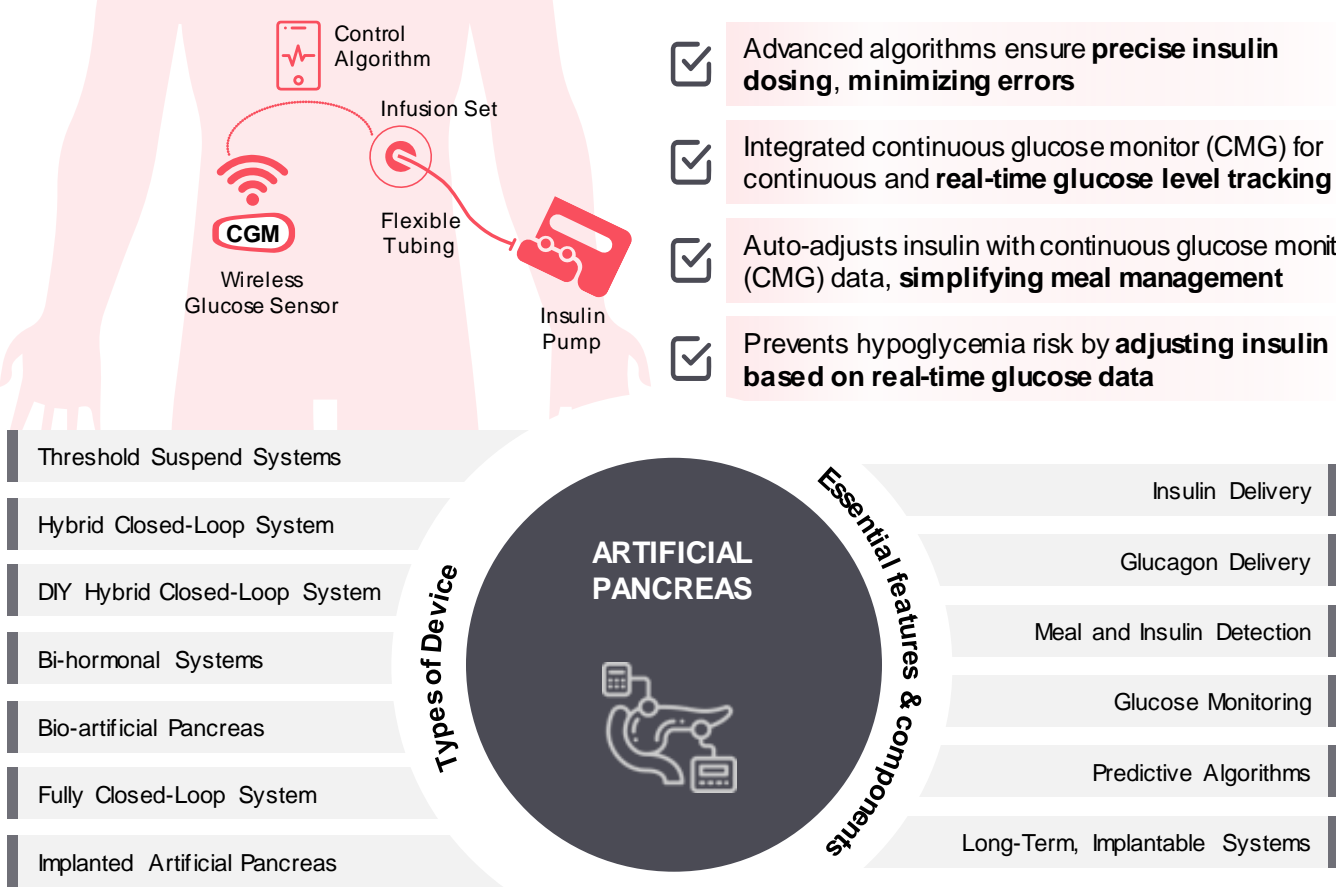 Control
Algorithm
Infusion Set
CGM
Wireless
Glucose Sensor
Flexible
Tubing
Insulin
Pump
Advanced algorithms ensure precise insulin
dosing, minimizing errors
Integrated continuous glucose monitor (CMG) for
continuous and real-time glucose level tracking
Auto-adjusts insulin with continuous glucose monit
(CMG) data, simplifying meal management
Prevents hypoglycemia risk by adjusting insulin
based on real-time glucose data
Types of Device
Threshold Suspend Systems
Hybrid Closed-Loop System
DIY Hybrid Closed-Loop System
Bi-hormonal Systems
Bio-artificial Pancreas
Fully Closed-Loop System
Implanted Artificial Pancreas
ARTIFICIAL
PANCREAS
Essential features & components
Insulin Delivery
Glucagon Delivery
Meal and Insulin Detection
Glucose Monitoring
Predictive Algorithms
Long-Term, Implantable Systems